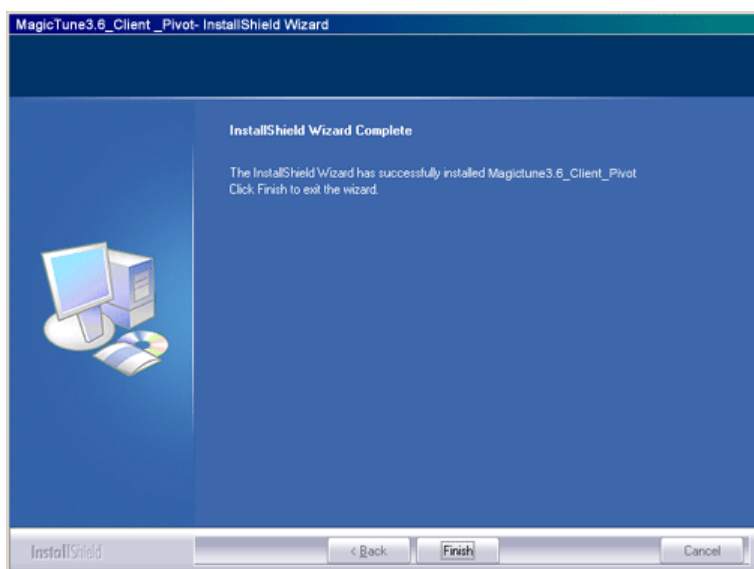 MagicTune3.6_Client _Pivot- InstallShield Wizard
InstallShield Wizard Complete
The InstallShield Wizard has successfully installed Magictune3.6_Client_Pivot
Click Finish to exit the wizard.
InstallShield
< Back
Finish
Cancel